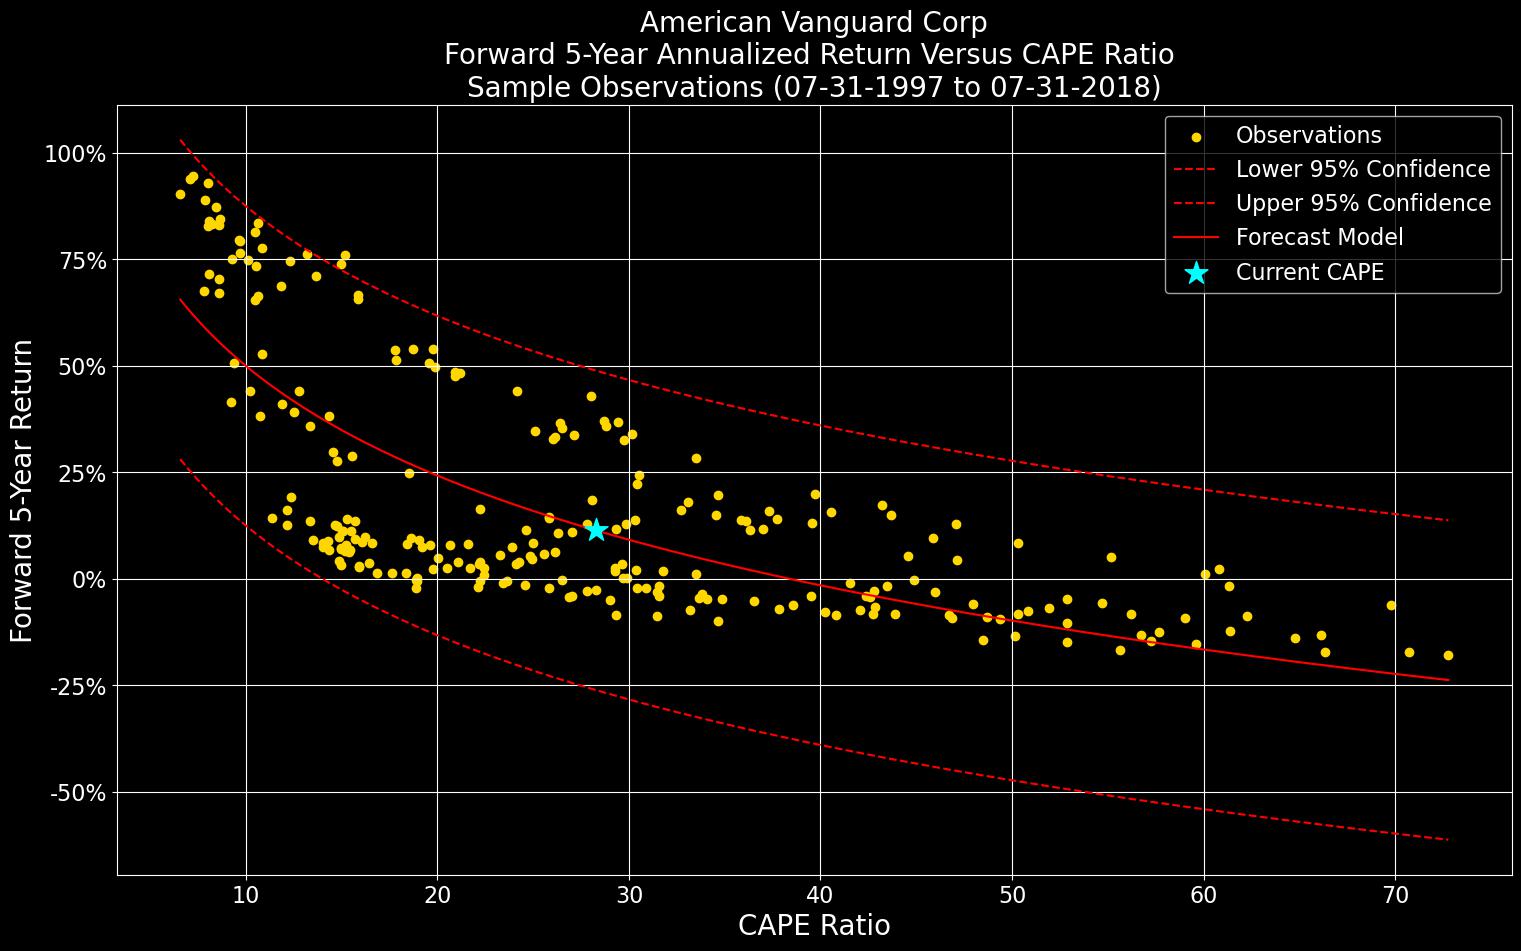 American Vanguard Corp
Forward 5-Year Annualized Return Versus CAPE Ratio
Sample Observations (07-31-1997 to 07-31-2018)
Observations
Lower 95% Confidence
Upper 95% Confidence
Forecast Model
Current CAPE
Forward 5-Year Return
100%
75%
50%
25%
0%
-25%
-50%
10 20 30 40 50 60 70
CAPE Ratio